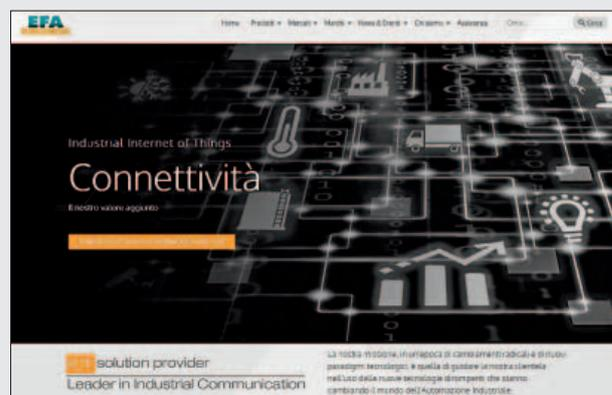 EFA
Home Prodotti Mercati Marchi News & Eventi Chi siamo Assistenza Cerca... Cerca
Industrial Internet of Things
Connettività
Il nostro valore aggiunto
solution provider
Leader in Industrial Communication
La nostra missione, in un'epoca di cambiamenti radicali e di nuovi
paradigmi tecnologici, è quella di guidare la nostra clientela
nell'uso delle nuove tecnologie dirompenti che stanno
cambiando il mondo dell'Automazione Industriale.